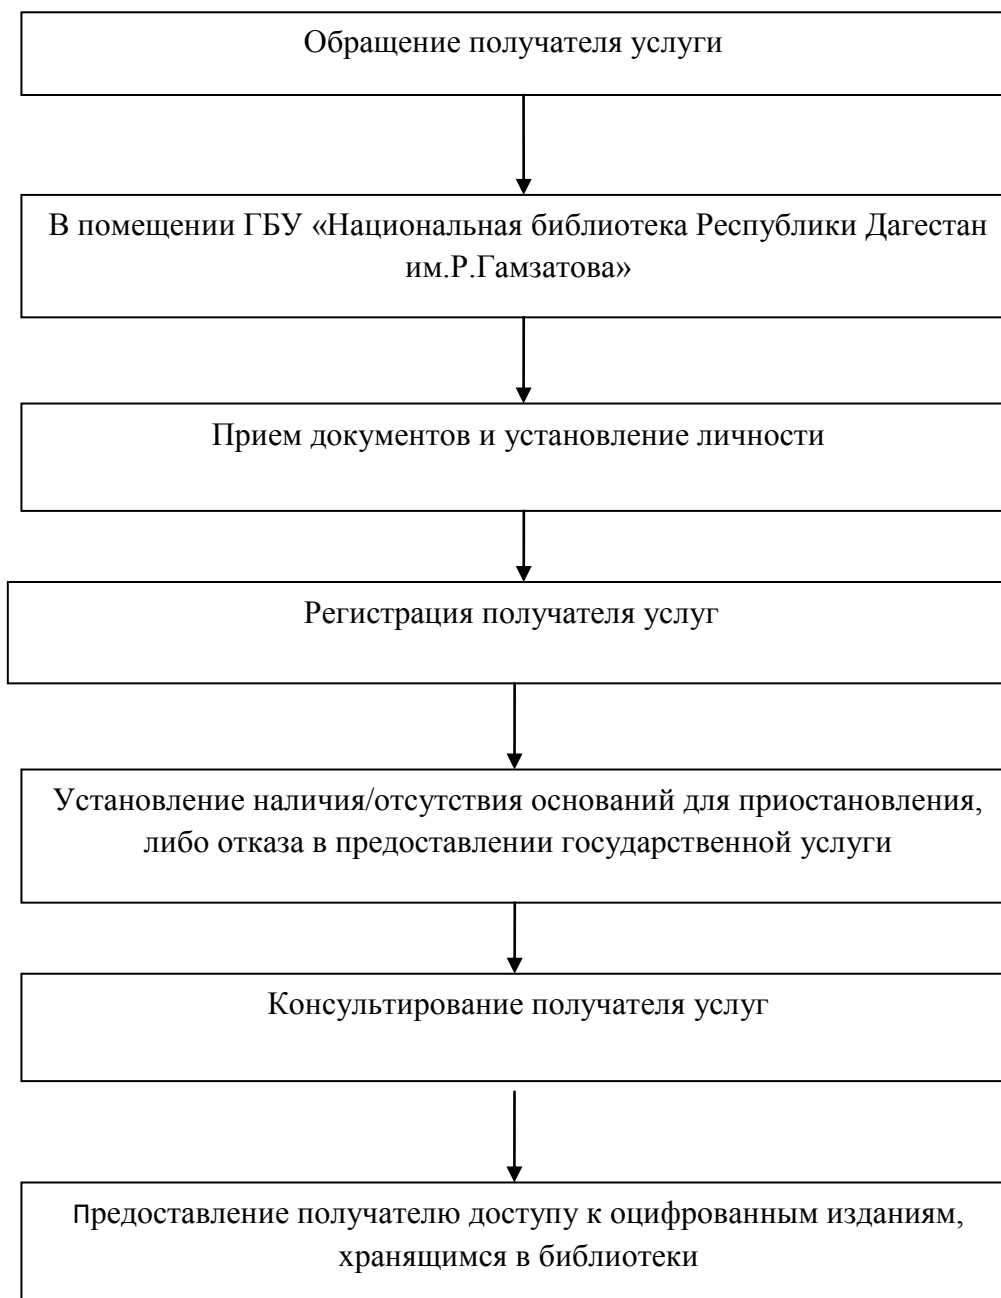 Обращение получателя услуги
В помещении ГБУ «Национальная библиотека Республики Дагестан
им.Р.Гамзатова»
Прием документов и установление личности
Регистрация получателя услуг
Установление наличия/отсутствия оснований для приостановления,
либо отказа в предоставлении государственной услуги
Консультирование получателя услуг
Предоставление получателю доступу к оцифрованным изданиям,
хранящимся в библиотеки